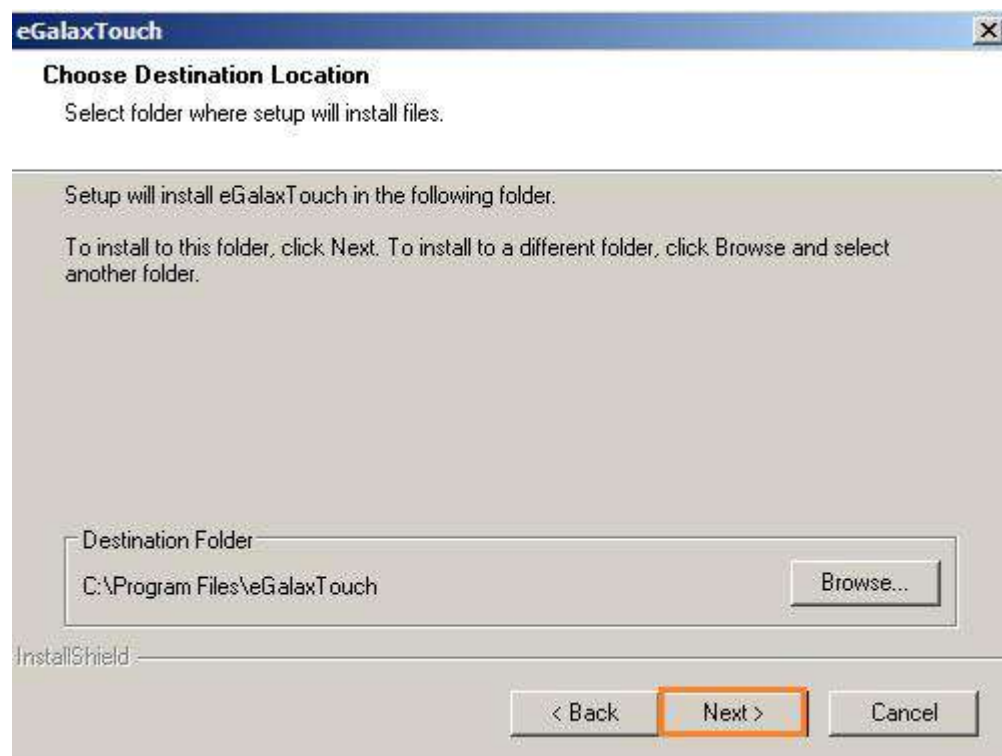 eGalaxTouch
Choose Destination Location
Select folder where setup will install files.
Setup will install eGalaxTouch in the following folder.
To install to this folder, click Next. To install to a different folder, click Browse and select
another folder.
Destination Folder
C:\Program Files\eGalaxTouch
Browse...
InstallShield
< Back
Next >
Cancel